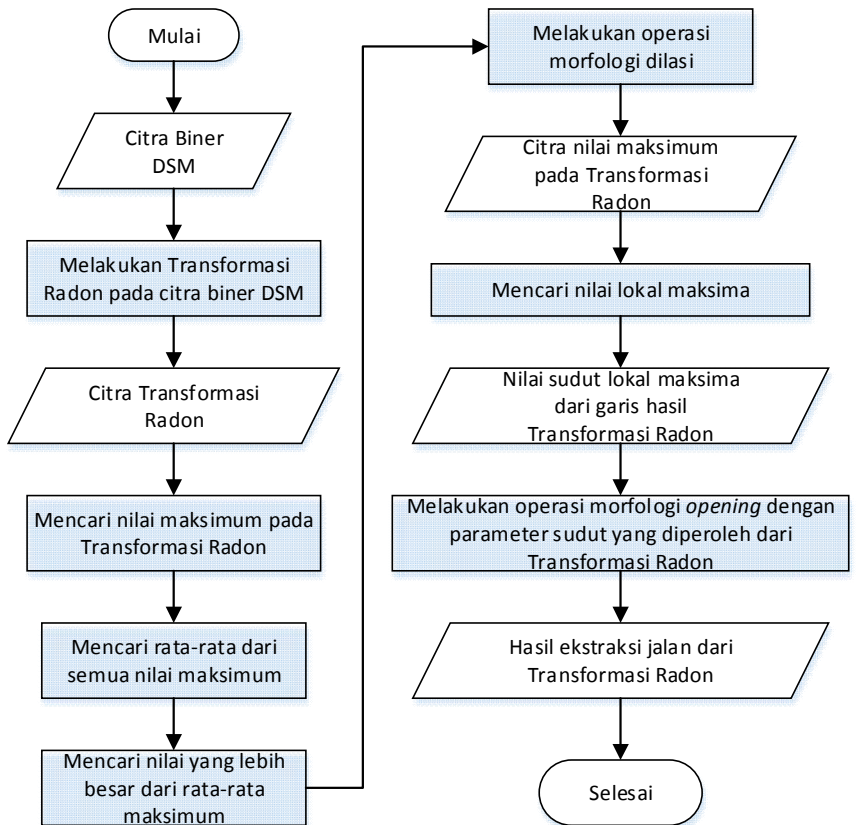 Mulai
Citra Biner
DSM
Melakukan Transformasi
Radon pada citra biner DSM
Citra Transformasi
Radon
Mencari nilai maksimum pada
Transformasi Radon
Mencari rata-rata dari
semua nilai maksimum
Mencari nilai yang lebih
besar dari rata-rata
maksimum
Melakukan operasi
morfologi dilasi
Citra nilai maksimum
pada Transformasi
Radon
Mencari nilai lokal maksima
Nilai sudut lokal maksima
dari garis hasil
Transformasi Radon
Melakukan operasi morfologi opening dengan
parameter sudut yang diperoleh dari
Transformasi Radon
Hasil ekstraksi jalan dari
Transformasi Radon
Selesai